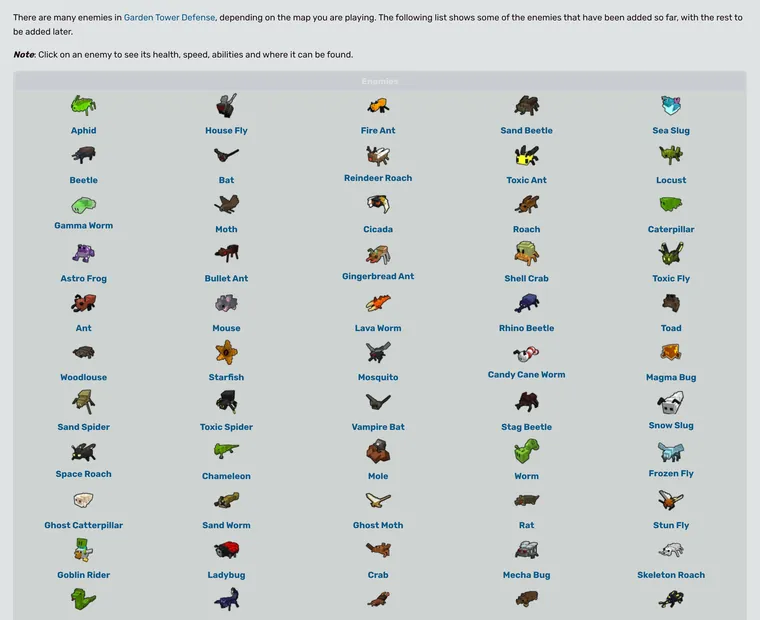 There are many enemies in Garden Tower Defense, depending on the map you are playing. The following list shows some of the enemies that have been added so far, with the rest to
be added later.
Note: Click on an enemy to see its health, speed, abilities and where it can be found.
Enemies
Aphid House Fly Fire Ant Sand Beetle Sea Slug
Beetle Bat Reindeer Roach Toxic Ant Locust
Gamma Worm Moth Cicada Roach Caterpillar
Astro Frog Bullet Ant Gingerbread Ant Shell Crab Toxic Fly
Ant Mouse Lava Worm Rhino Beetle Toad
Woodlouse Starfish Mosquito Candy Cane Worm Magma Bug
Sand Spider Toxic Spider Vampire Bat Stag Beetle Snow Slug
Space Roach Chameleon Mole Worm Frozen Fly
Ghost Catterpillar Sand Worm Ghost Moth Rat Stun Fly
Goblin Rider Ladybug Crab Mecha Bug Skeleton Roach